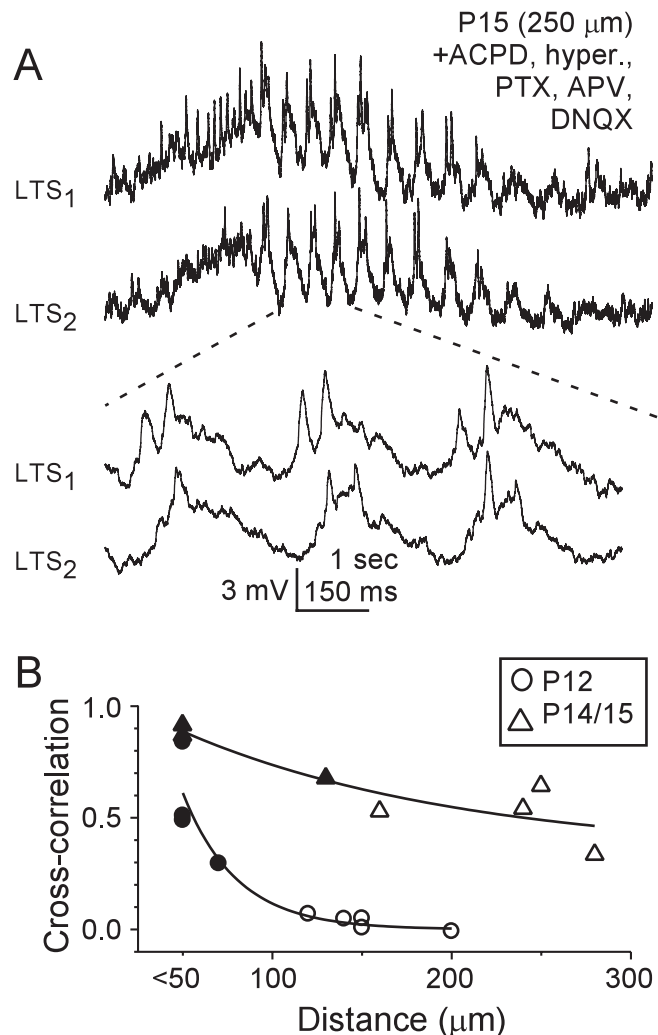 A
P15 (250 µm)
+ACPD, hyper.,
PTX, APV,
DNQX
LTS1
LTS2
LTS1
LTS2
1 sec
3 mV
150 ms
B
P12
P14/15
Cross-correlation
1.0
0.5
0.0
<50
100
200
300
Distance (µm)